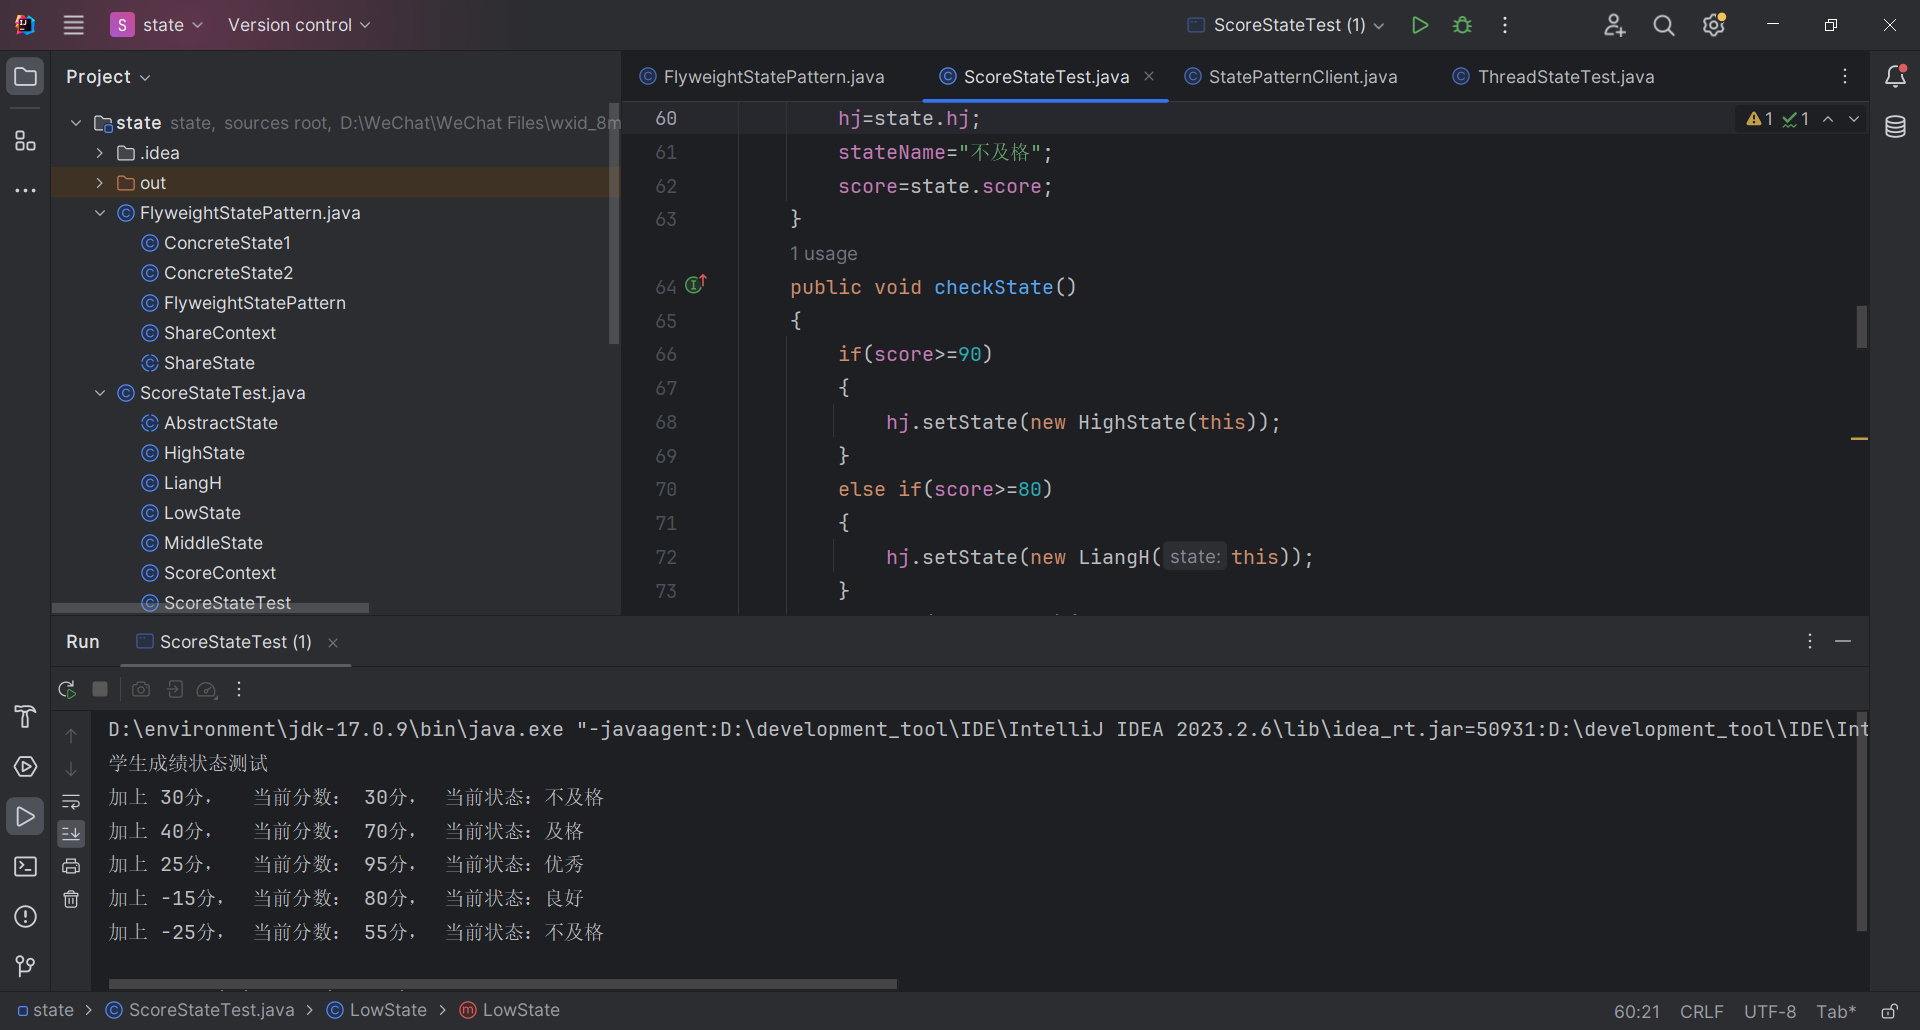 S state Version control ScoreStateTest (1)
Project
FlyweightStatePattern.java ScoreStateTest.java StatePatternClient.java ThreadStateTest.java
state state, sources root, D:\WeChat\WeChat Files\wxid_8m
.idea
out
FlyweightStatePattern.java
ConcreteState1
ConcreteState2
FlyweightStatePattern
ShareContext
ShareState
ScoreStateTest.java
AbstractState
HighState
LiangH
LowState
MiddleState
ScoreContext
ScoreStateTest
60 hj=state.hj;
1 1
61 stateName="不及格";
62 score=state.score;
63 }
1 usage
64 public void checkState()
65 {
66 if(score>=90)
67 {
68 hj.setState(new HighState(this));
69 }
70 else if(score>=80)
71 {
72 hj.setState(new LiangH( state: this));
73 }
Run ScoreStateTest (1)
D:\environment\jdk-17.0.9\bin\java.exe "-javaagent:D:\development_tool\IDE\IntelliJ IDEA 2023.2.6\lib\idea_rt.jar=50931:D:\development_tool\IDE\Int
学生成绩状态测试
加上 30分， 当前分数： 30分， 当前状态：不及格
加上 40分， 当前分数： 70分， 当前状态：及格
加上 25分， 当前分数： 95分， 当前状态：优秀
加上 -15分， 当前分数： 80分， 当前状态：良好
加上 -25分， 当前分数： 55分， 当前状态：不及格
state > ScoreStateTest.java > LowState > LowState
60:21 CRLF UTF-8 Tab*